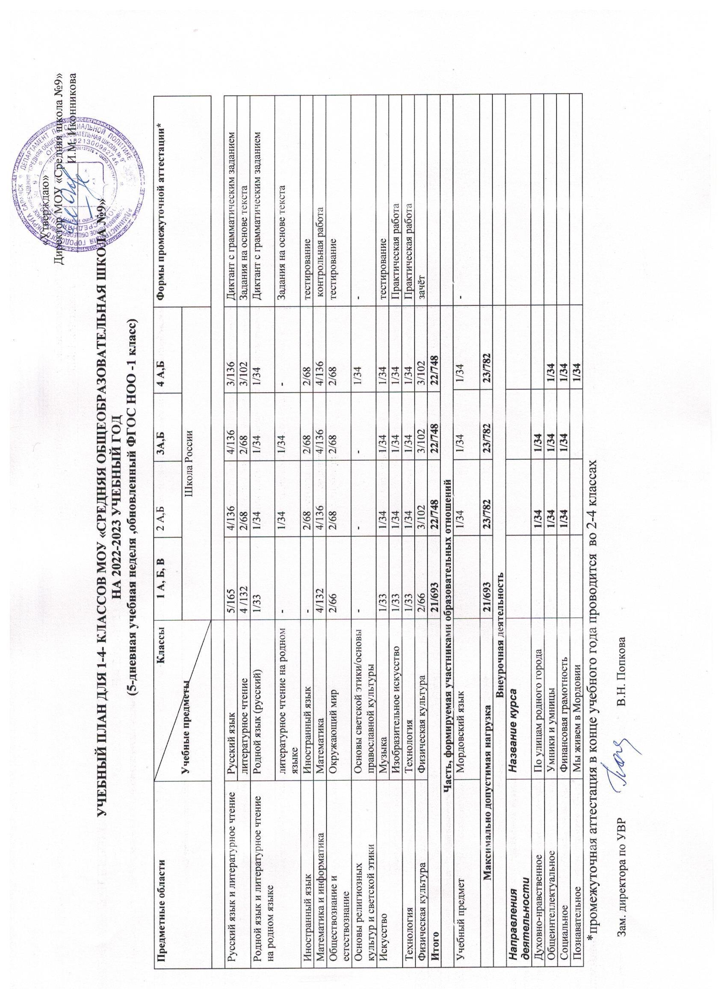 «Утверждаю»
Директор МОУ «Средняя школа №9»
И.М. Иконникова
УЧЕБНЫЙ ПЛАН ДЛЯ 1-4- КЛАССОВ МОУ «СРЕДНЯЯ ОБЩЕОБРАЗОВАТЕЛЬНАЯ ШКОЛА №9»
НА 2022-2023 УЧЕБНЫЙ ГОД
(5-дневная учебная неделя ,обновленный ФГОС НОО -1 класс)
Предметные области Классы 1 А, Б, В 2 А,Б 3А,Б 4 А,Б Формы промежуточной аттестации*
Учебные предметы Школа России
Русский язык и литературное чтение Русский язык 5/165 4/136 4/136 3/136 Диктант с грамматическим заданием
литературное чтение 4 /132 2/68 2/68 3/102 Задания на основе текста
Родной язык и литературное чтение Родной язык (русский) 1/33 1/34 1/34 1/34 Диктант с грамматическим заданием
на родном языке
литературное чтение на родном - 1/34 1/34 - Задания на основе текста
языке
Иностранный язык Иностранный язык - 2/68 2/68 2/68 тестирование
Математика и информатика Математика 4/132 4/136 4/136 4/136 контрольная работа
Обществознание и Окружающий мир 2/66 2/68 2/68 2/68 тестирование
естествознание
Основы религиозных Основы светской этики/основы - - - 1/34 -
культур и светской этики православной культуры
Искусство Музыка 1/33 1/34 1/34 1/34 тестирование
Изобразительное искусство 1/33 1/34 1/34 1/34 Практическая работа
Технология Технология 1/33 1/34 1/34 1/34 Практическая работа
Физическая культура Физическая культура 2/66 3/102 3/102 3/102 зачёт
Итого 21/693 22/748 22/748 22/748
Часть, формируемая участниками образовательных отношений
Учебный предмет Мордовский язык 1/34 1/34 1/34 -
Максимально допустимая нагрузка 21/693 23/782 23/782 23/782
Внеурочная деятельность
Направления Название курса
деятельности
Духовно-нравственное По улицам родного города 1/34 1/34
Общеинтеллектуальное Умники и умницы 1/34 1/34 1/34
Социальное Финансовая грамотность 1/34 1/34 1/34
Познавательное Мы живем в Мордовии 1/34
*промежуточная аттестация в конце учебного года проводится во 2-4 классах
Зам. директора по УВР В.Н. Попкова
ДЕПАРТАМЕНТ ПО СОЦИАЛЬНОЙ ПОЛИТИКЕ
ГОРОДСКОГО ОКРУГА САРАНСК
1021300982746